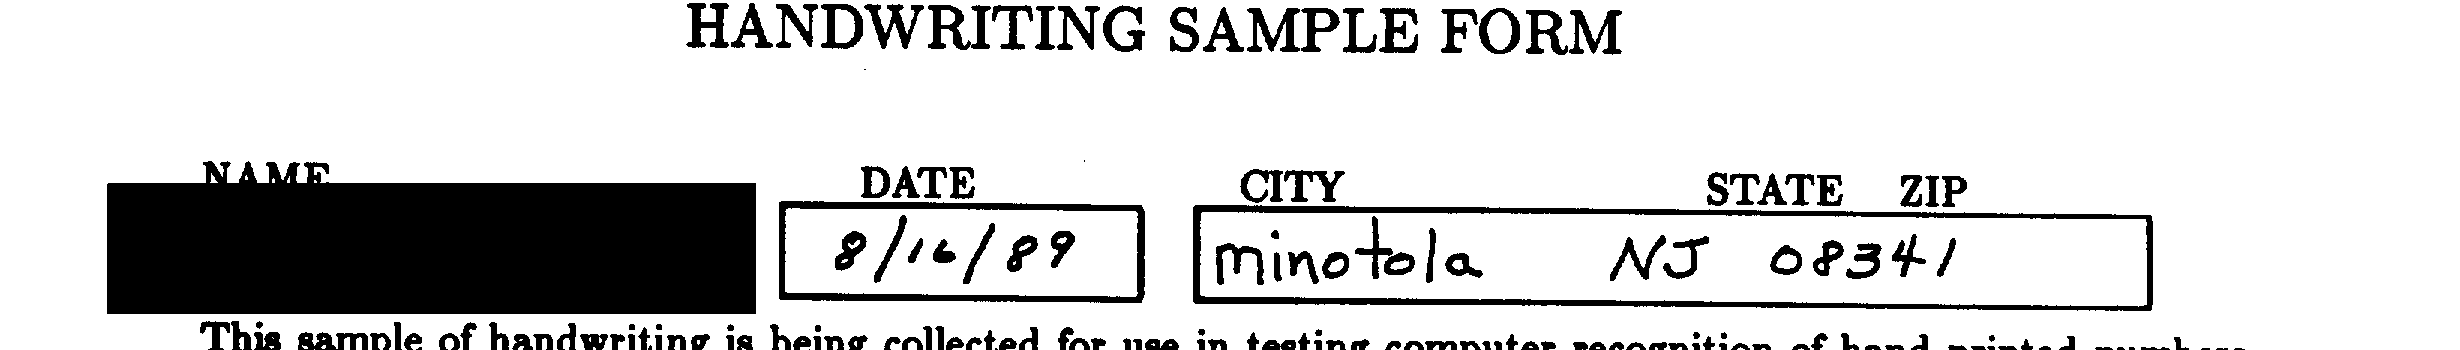 HANDWRITING SAMPLE FORM
NAME DATE CITY STATE ZIP
8/16/89 minotola NJ 08341
This sample of handwriting is being collected for use in testing computer recognition of hand printed numbers